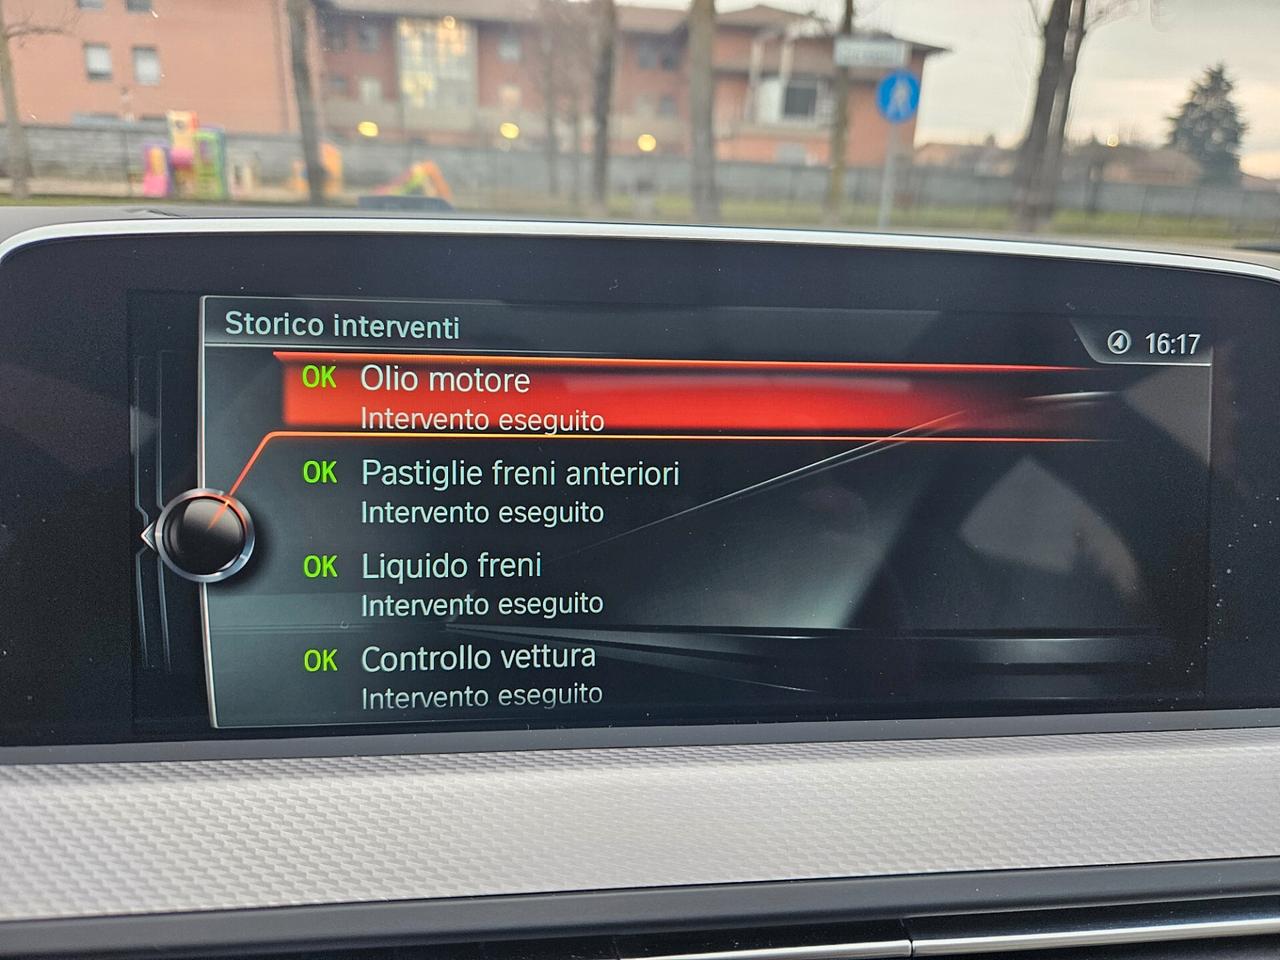 Storico interventi
16:17
OK Olio motore
Intervento eseguito
OK Pastiglie freni anteriori
Intervento eseguito
OK Liquido freni
Intervento eseguito
OK Controllo vettura
Intervento eseguito